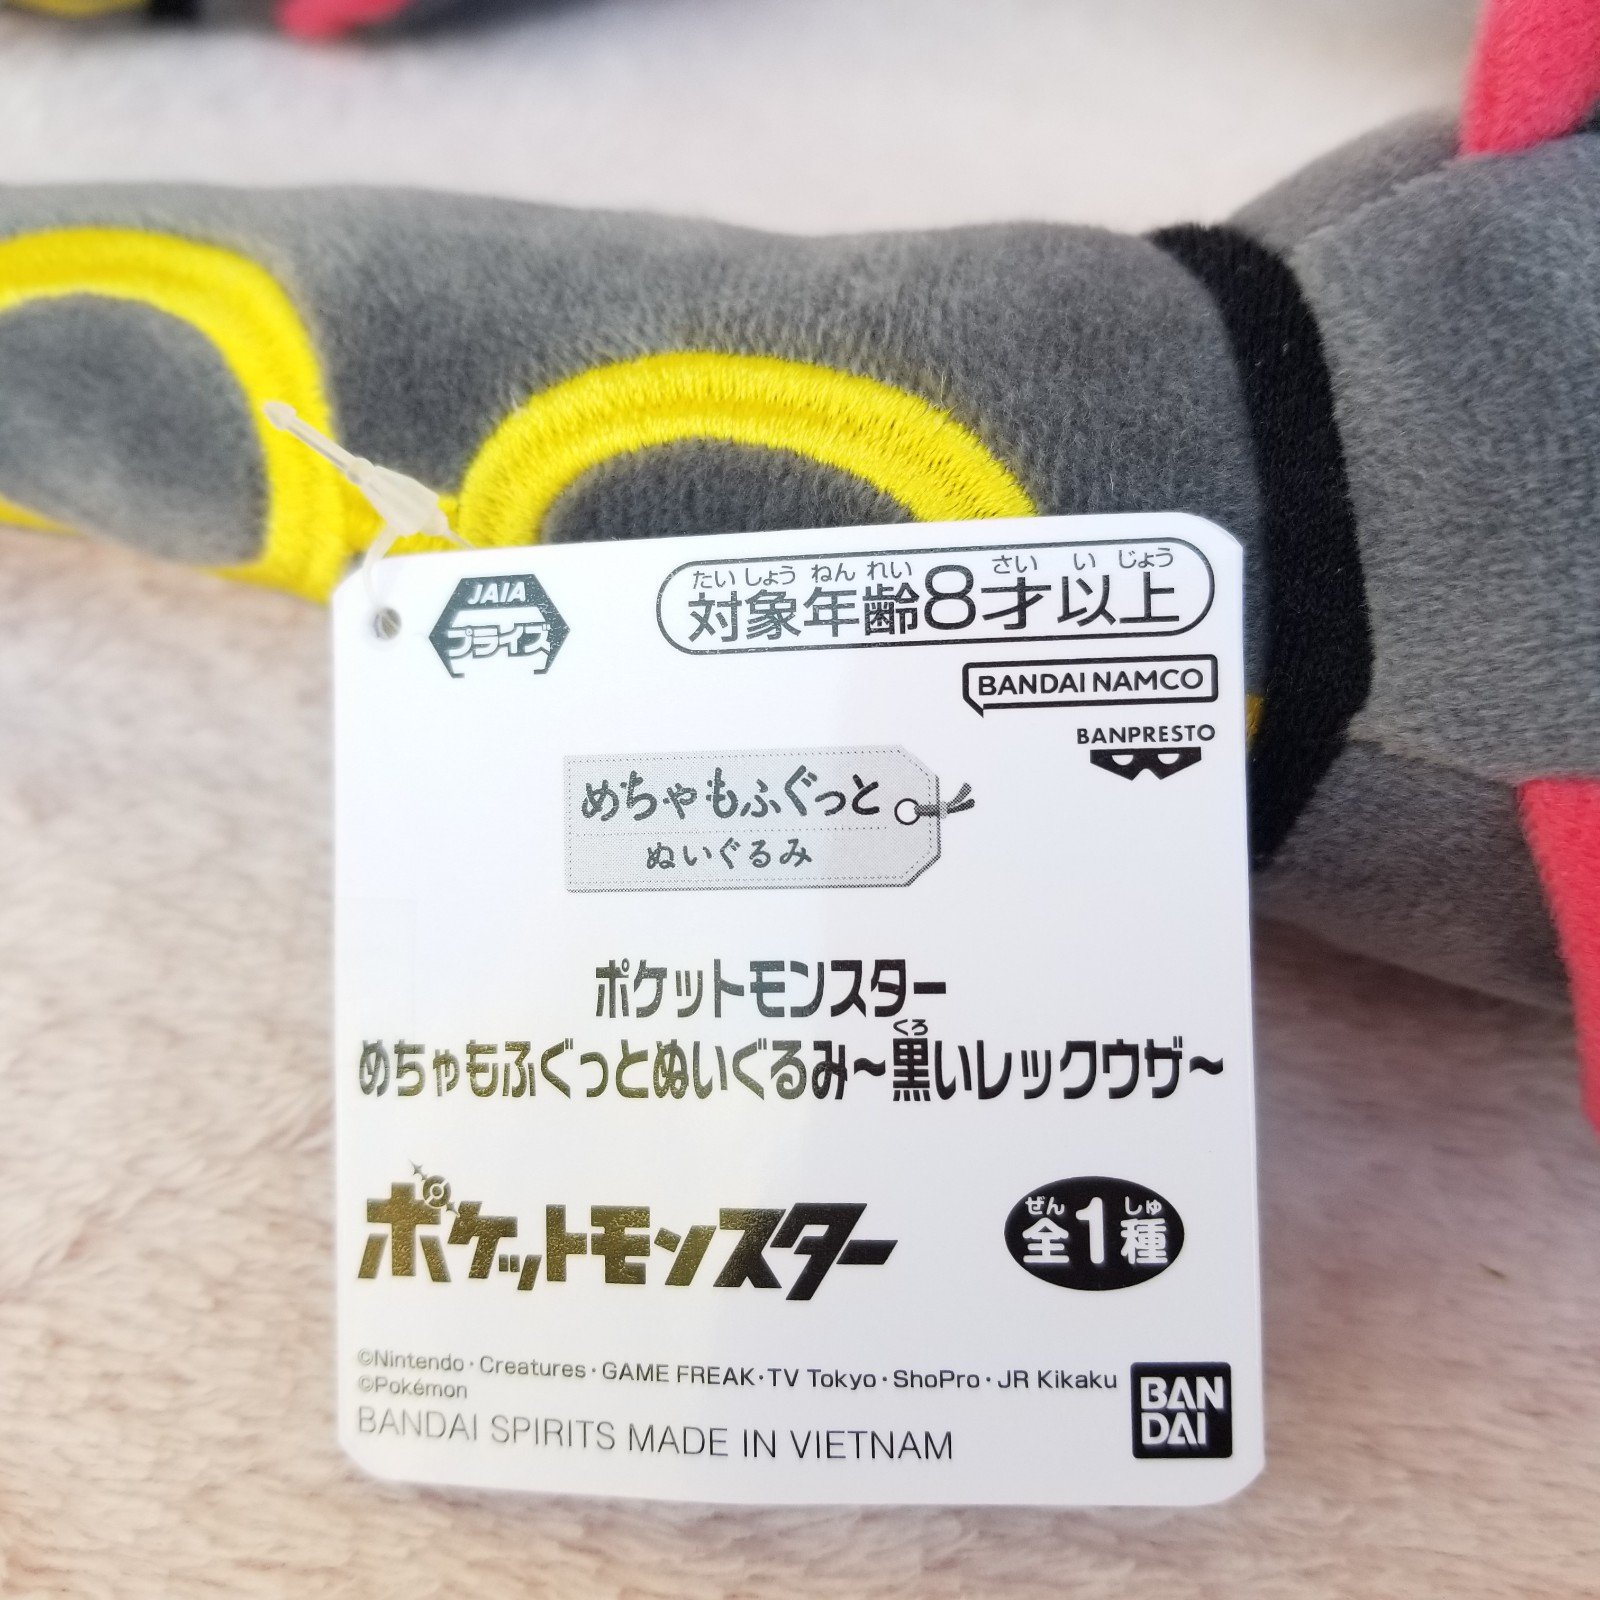 JAIA
プライズ
たいしょうねんれい さい いじょう
対象年齢8才以上
BANDAI NAMCO
BANPRESTO
めちゃもふぐっと
ぬいぐるみ
ポケットモンスター
くろ
めちゃもふぐっとぬいぐるみ〜黒いレックウザ〜
ポケットモンスター
ぜん しゅ
全1種
©Nintendo・Creatures・GAME FREAK・TV Tokyo・ShoPro・JR Kikaku
©Pokémon
BANDAI SPIRITS MADE IN VIETNAM
BAN
DAI